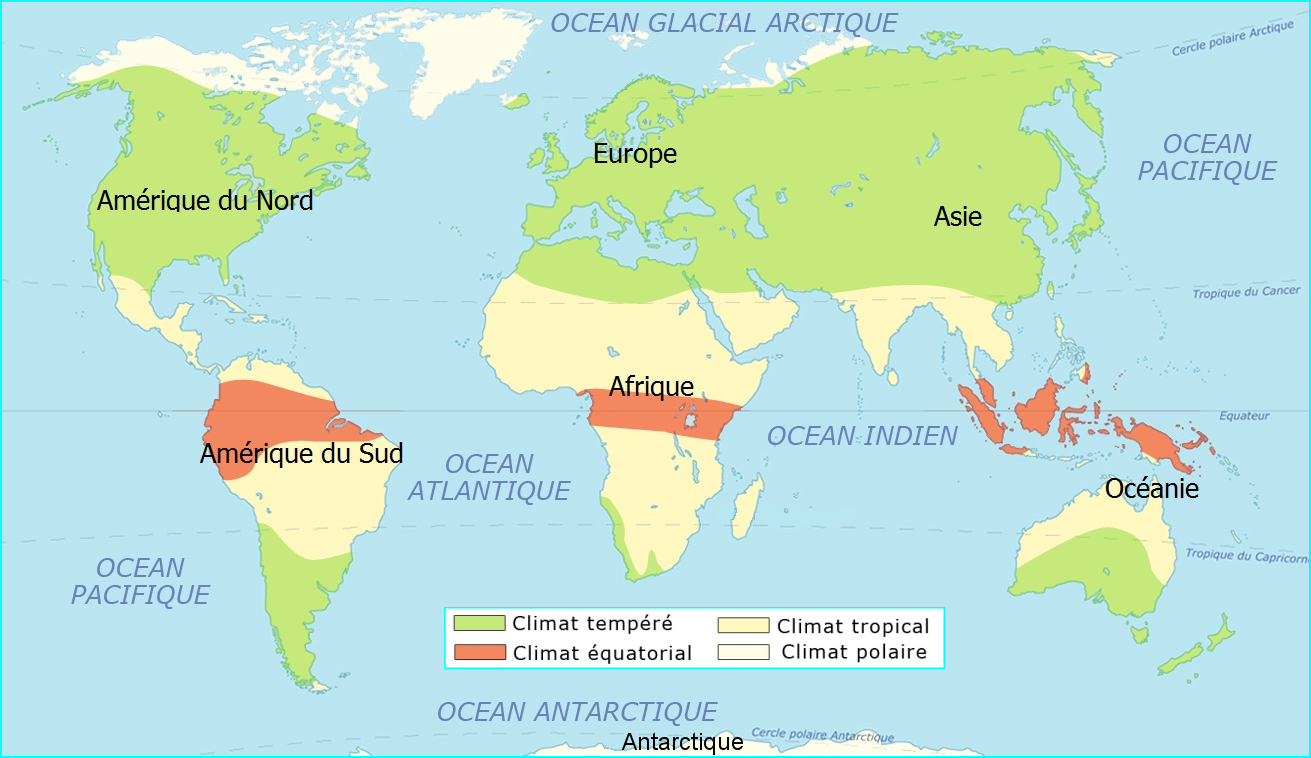 OCEAN GLACIAL ARCTIQUE
Cercle polaire Arctique
OCEAN
PACIFIQUE
Europe
Amérique du Nord
Asie
Tropique du Cancer
Afrique
Equateur
OCEAN INDIEN
Amérique du Sud
OCEAN
ATLANTIQUE
Océanie
Tropique du Capricorn
OCEAN
PACIFIQUE
Climat tempéré
Climat tropical
Climat équatorial
Climat polaire
OCEAN ANTARCTIQUE
Cercle polaire Antarctique
Antarctique